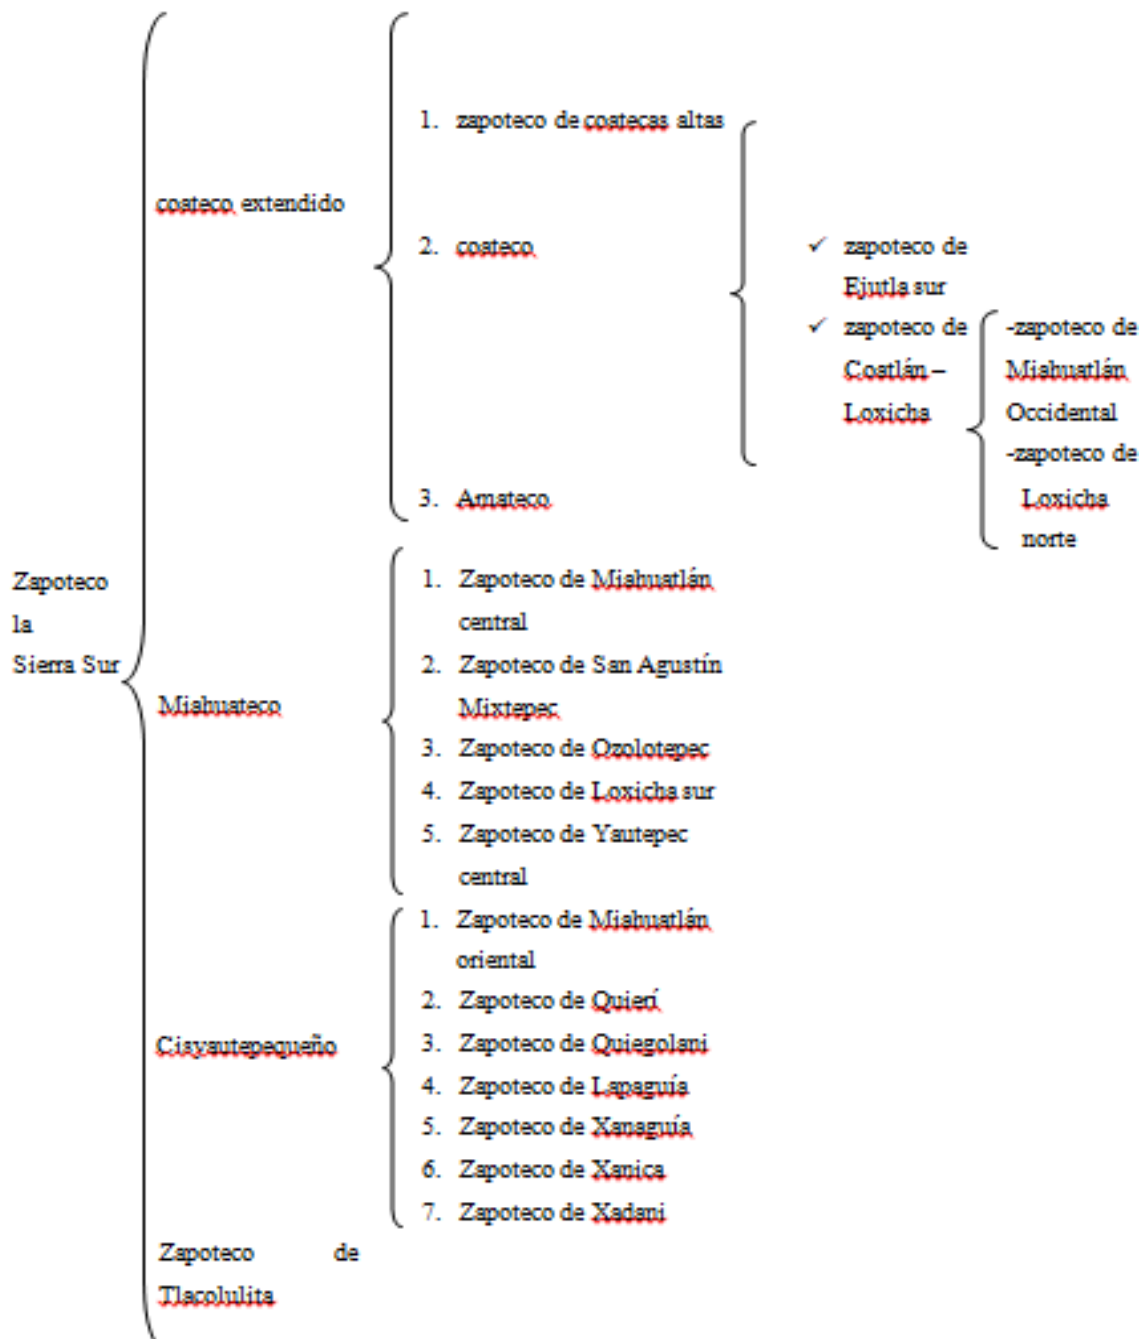 Zapoteco
la
Sierra Sur
coateco extendido
1. zapoteco de coatecas altas
2. coateco
✓ zapoteco de
Ejutla sur
✓ zapoteco de
Coatlán –
Loxicha
-zapoteco de
Miahuatlán
Occidental
-zapoteco de
Loxicha
norte
3. Amateco
Miahuateco
1. Zapoteco de Miahuatlán
central
2. Zapoteco de San Agustín
Mixtepec
3. Zapoteco de Ozolotepec
4. Zapoteco de Loxicha sur
5. Zapoteco de Yautepec
central
Cisyautepequeño
1. Zapoteco de Miahuatlán
oriental
2. Zapoteco de Quierí
3. Zapoteco de Quiegolani
4. Zapoteco de Lapaguía
5. Zapoteco de Xanaguía
6. Zapoteco de Xanica
7. Zapoteco de Xadani
Zapoteco de
Tlacolulita